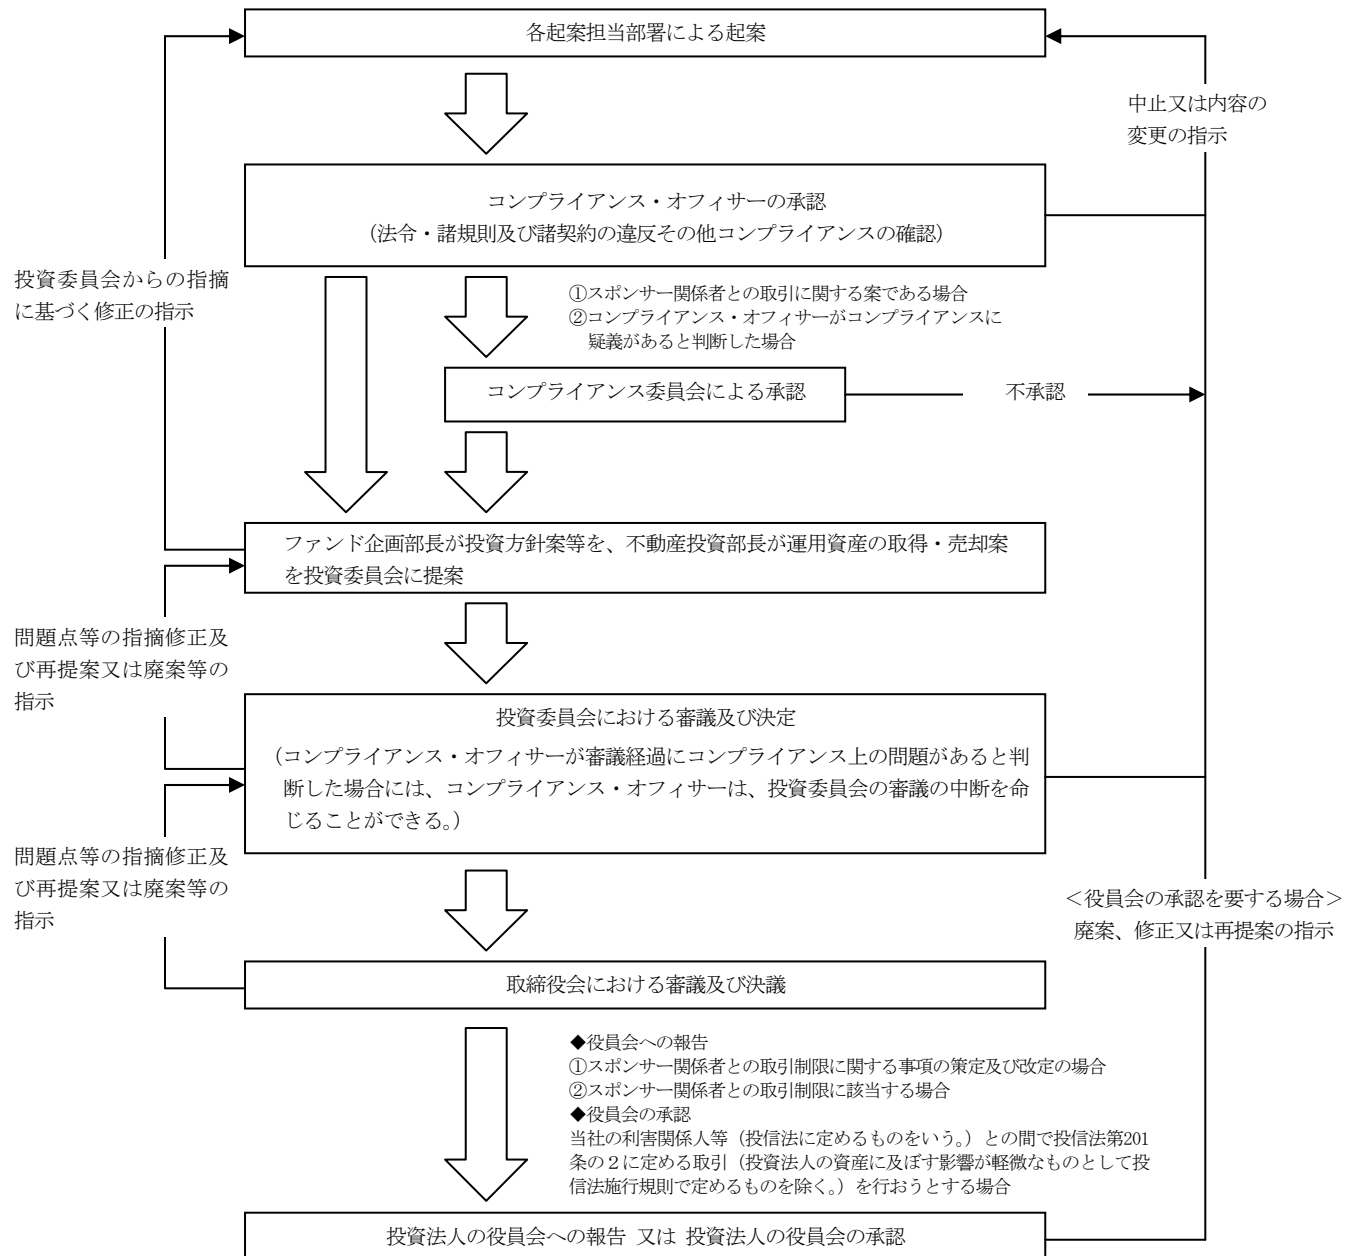 各起案担当部署による起案
中止又は内容の
変更の指示
コンプライアンス・オフィサーの承認
（法令・諸規則及び諸契約の違反その他コンプライアンスの確認）
投資委員会からの指摘
に基づく修正の指示
①スポンサー関係者との取引に関する案である場合
②コンプライアンス・オフィサーがコンプライアンスに
疑義があると判断した場合
コンプライアンス委員会による承認
不承認
ファンド企画部長が投資方針案等を、不動産投資部長が運用資産の取得・売却案
を投資委員会に提案
問題点等の指摘修正及
び再提案又は廃案等の
指示
投資委員会における審議及び決定
（コンプライアンス・オフィサーが審議経過にコンプライアンス上の問題があると判
断した場合には、コンプライアンス・オフィサーは、投資委員会の審議の中断を命
じることができる。）
問題点等の指摘修正及
び再提案又は廃案等の
指示
＜役員会の承認を要する場合＞
廃案、修正又は再提案の指示
取締役会における審議及び決議
◆役員会への報告
①スポンサー関係者との取引制限に関する事項の策定及び改定の場合
②スポンサー関係者との取引制限に該当する場合
◆役員会の承認
当社の利害関係人等（投信法に定めるものをいう。）との間で投信法第201
条の２に定める取引（投資法人の資産に及ぼす影響が軽微なものとして投
信法施行規則で定めるものを除く。）を行おうとする場合
投資法人の役員会への報告 又は 投資法人の役員会の承認